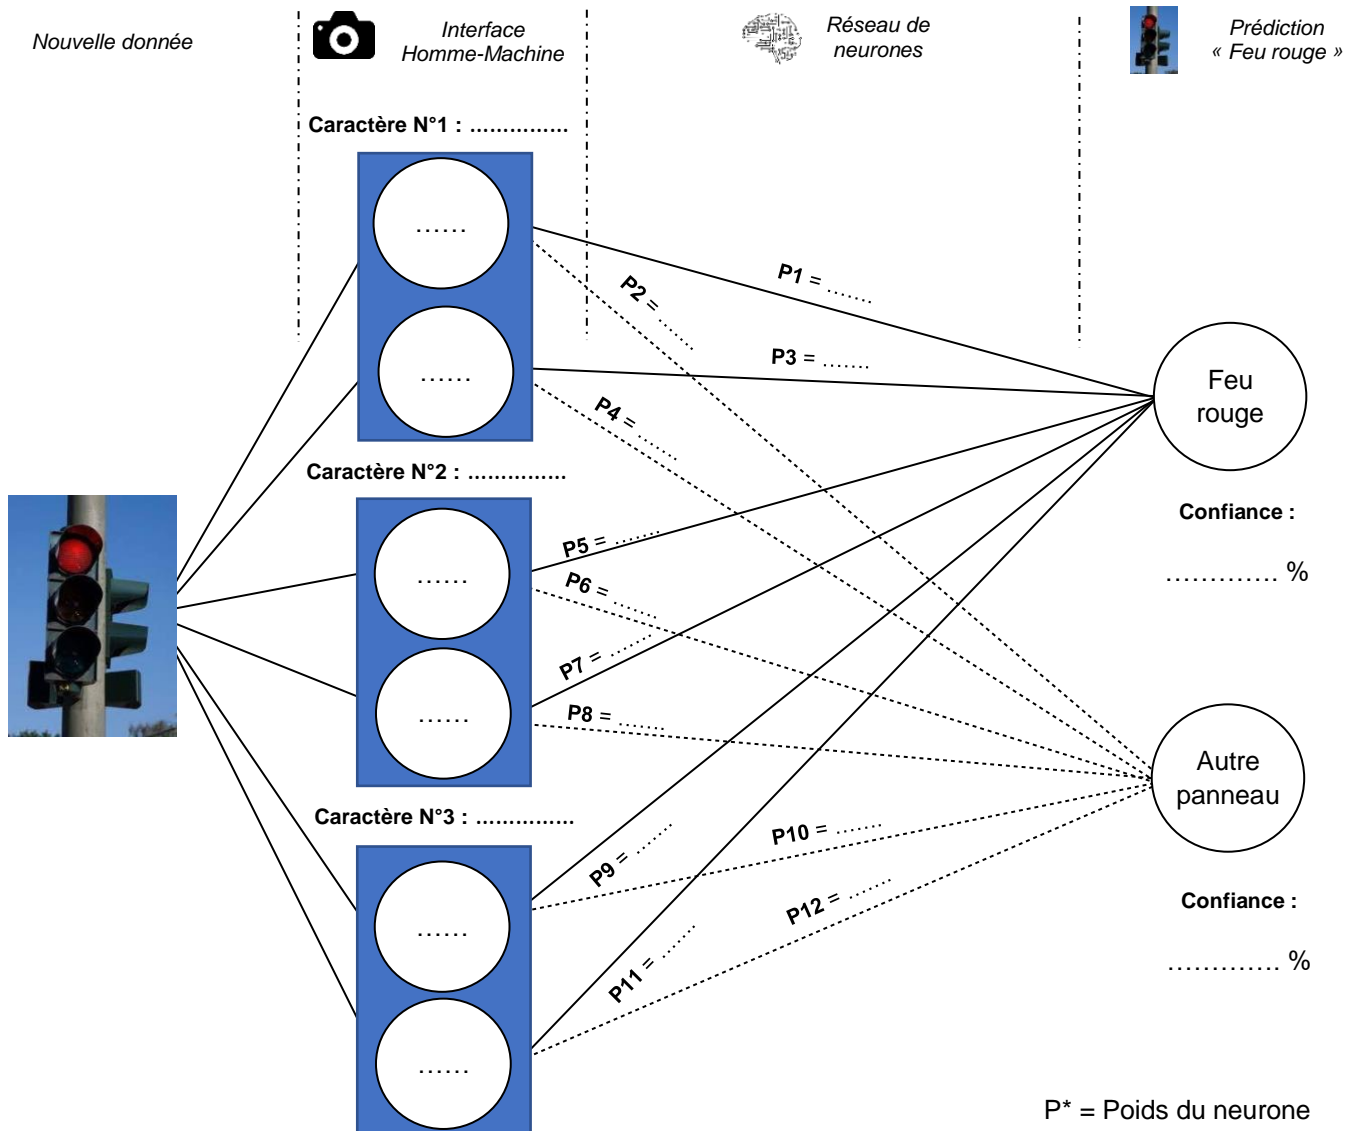 Nouvelle donnée
Interface
Homme-Machine
Réseau de
neurones
Prédiction
« Feu rouge »
Caractère N°1 : ……………
……
……
P1 = …….
P2 = …….
P3 = …….
P4 = …….
Feu
rouge
Confiance :
…………. %
Caractère N°2 : ……………
……
……
P5 = …….
P6 = …….
P7 = …….
P8 = …….
Autre
panneau
Confiance :
…………. %
Caractère N°3 : ……………
……
……
P9 = …….
P10 = …….
P11 = …….
P12 = …….
P* = Poids du neurone